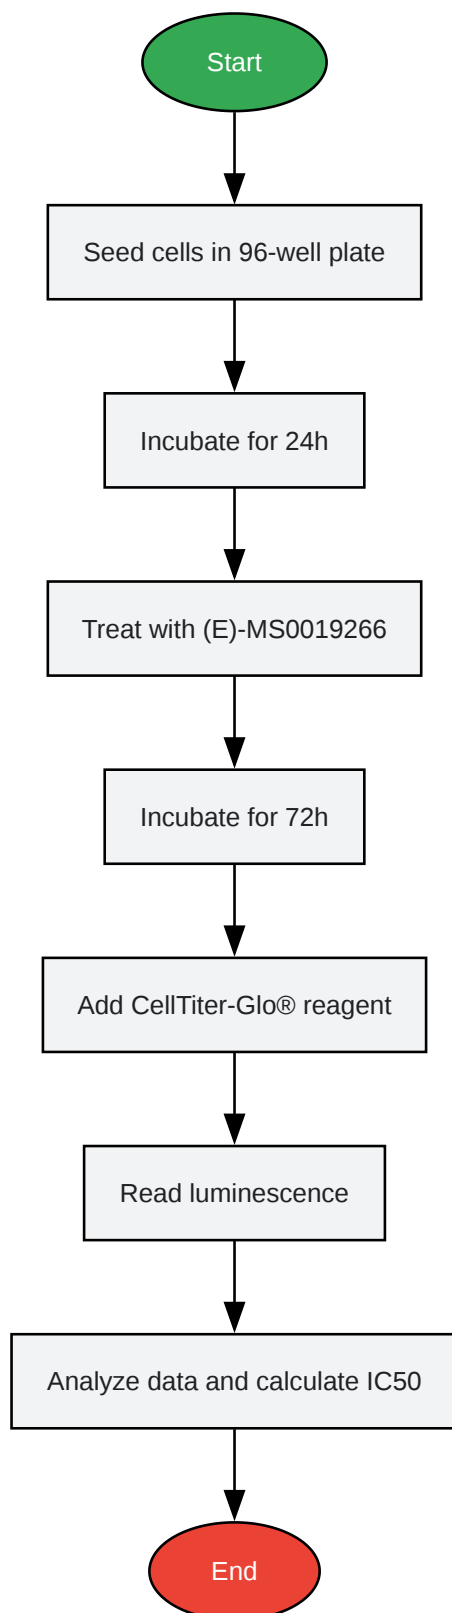 Start
Seed cells in 96-well plate
Incubate for 24h
Treat with (E)-MS0019266
Incubate for 72h
Add CellTiter-Glo® reagent
Read luminescence
Analyze data and calculate IC50
End